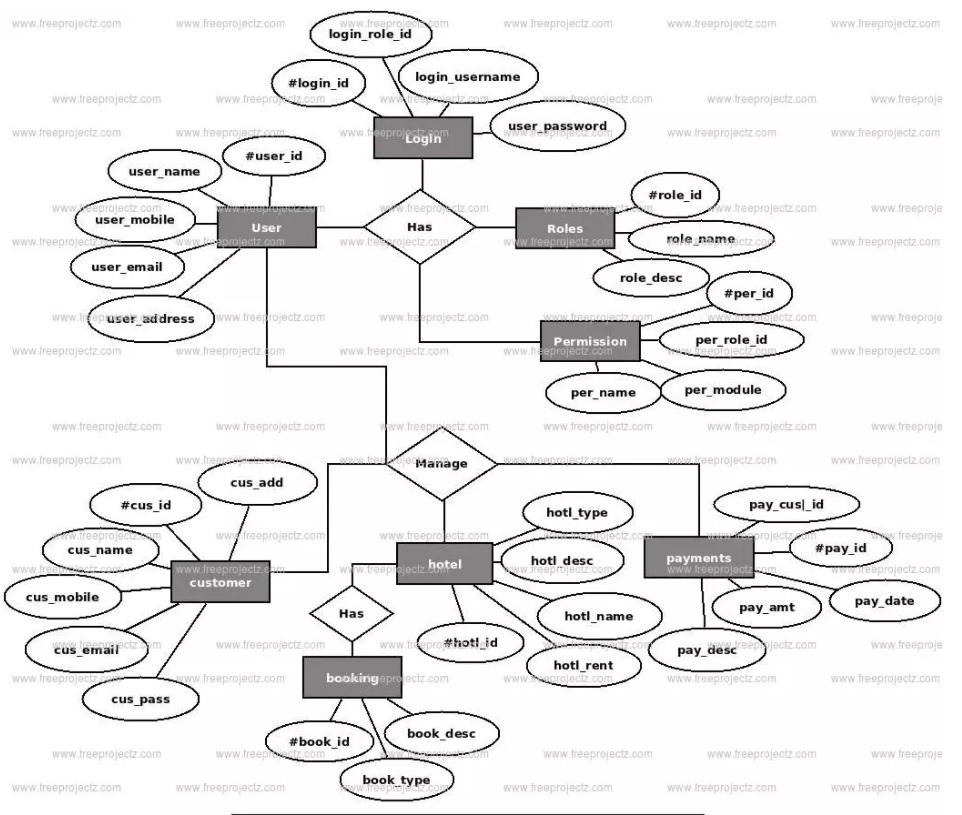 login_role_id
#login_id
login_username
user_password
Login
#user_id
user_name
user_mobile
user_email
user_address
User
Has
Roles
#role_id
role_name
role_desc
#per_id
per_role_id
Permission
per_name
per_module
Manage
cus_add
#cus_id
cus_name
cus_mobile
cus_email
cus_pass
customer
hotel
hotl_type
hotl_desc
hotl_name
hotl_rent
#hotl_id
payments
pay_cus|_id
#pay_id
pay_date
pay_amt
pay_desc
Has
booking
#book_id
book_desc
book_type
www.freeprojectz.com